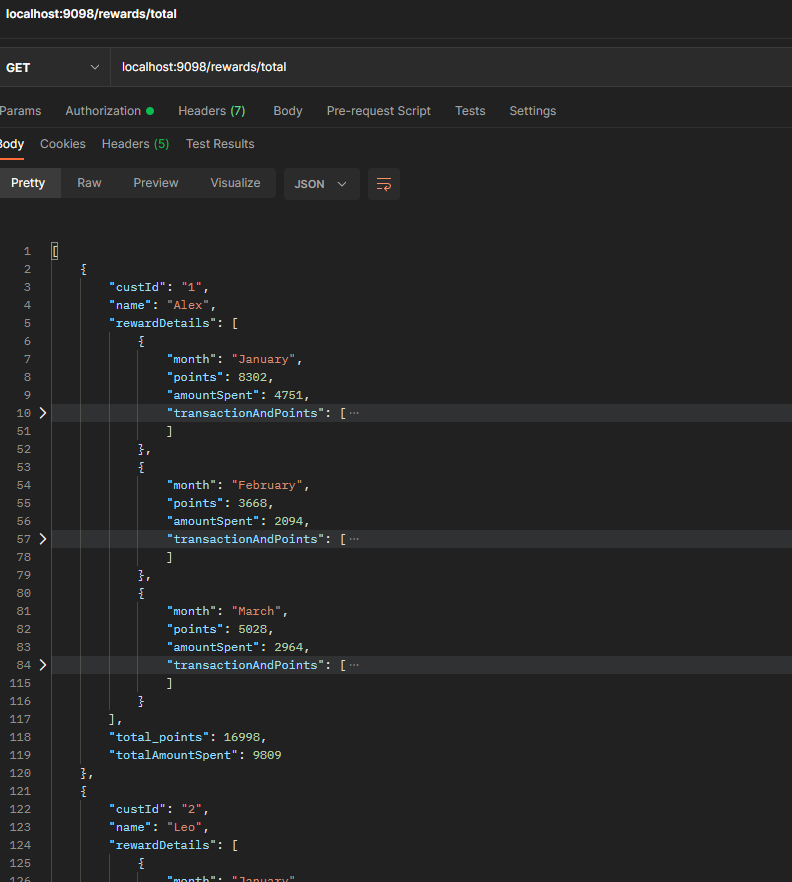 localhost:9098/rewards/total
GET localhost:9098/rewards/total
Params Authorization Headers (7) Body Pre-request Script Tests Settings
Body Cookies Headers (5) Test Results
Pretty Raw Preview Visualize JSON
1 [
2 {
3 "custId": "1",
4 "name": "Alex",
5 "rewardDetails": [
6 {
7 "month": "January",
8 "points": 8302,
9 "amountSpent": 4751,
10 "transactionAndPoints": [ ···
51 ]
52 },
53 {
54 "month": "February",
55 "points": 3668,
56 "amountSpent": 2094,
57 "transactionAndPoints": [ ···
78 ]
79 },
80 {
81 "month": "March",
82 "points": 5028,
83 "amountSpent": 2964,
84 "transactionAndPoints": [ ···
115 ]
116 }
117 ],
118 "total_points": 16998,
119 "totalAmountSpent": 9809
120 },
121 {
122 "custId": "2",
123 "name": "Leo",
124 "rewardDetails": [
125 {
126 "month": "January"